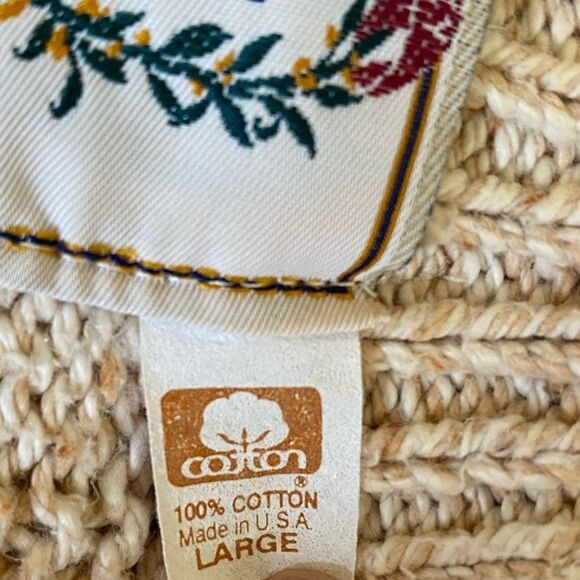 cotton
®
100% COTTON
Made in U.S.A.
LARGE